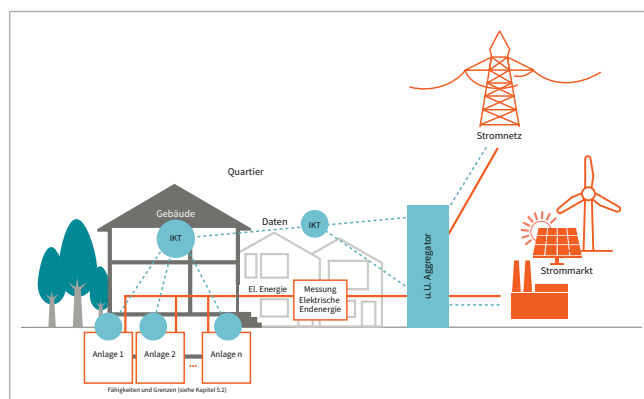 Stromnetz
Quartier
Gebäude
IKT
Daten
IKT
u.U. Aggregator
Strommarkt
El. Energie
Messung
Elektrische
Endenergie
Anlage 1
Anlage 2
...
Anlage n
Fähigkeiten und Grenzen (siehe Kapitel 5.2)